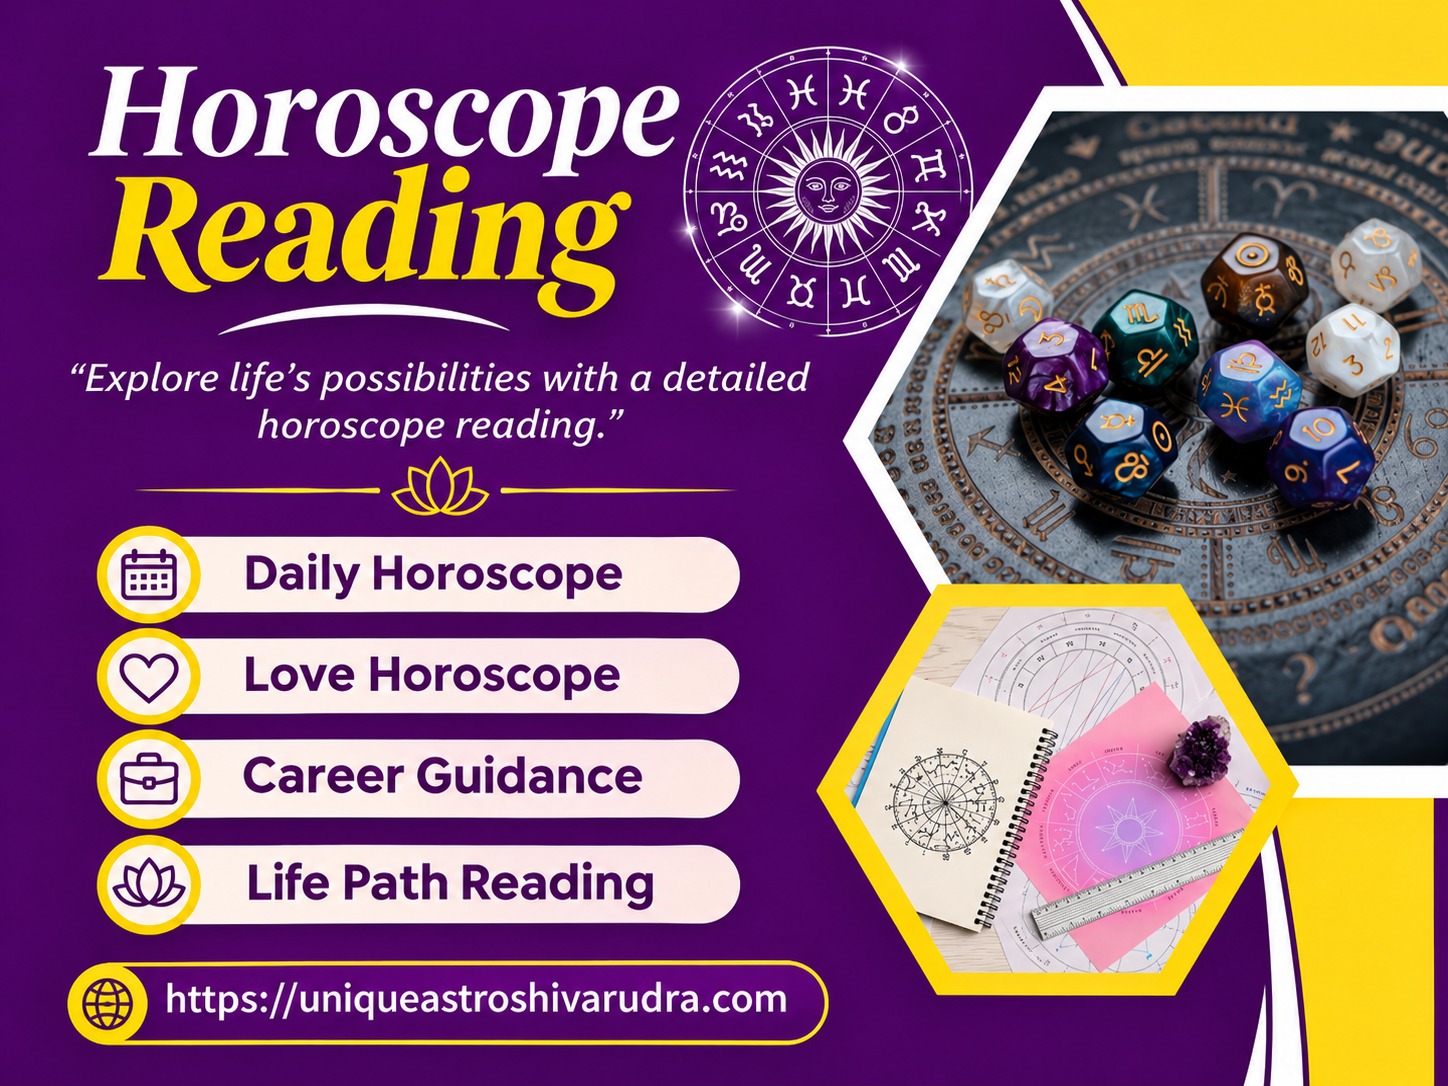 Horoscope
Reading
“Explore life’s possibilities with a detailed
horoscope reading.”
Daily Horoscope
Love Horoscope
Career Guidance
Life Path Reading
https://uniqueastroshivarudra.com